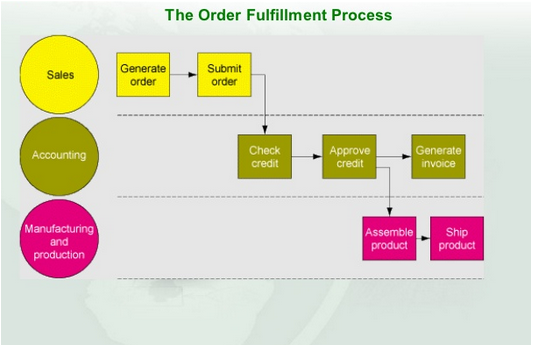 The Order Fulfillment Process
Sales
Generate
order
Submit
order
Accounting
Check
credit
Approve
credit
Generate
invoice
Manufacturing
and
production
Assemble
product
Ship
product